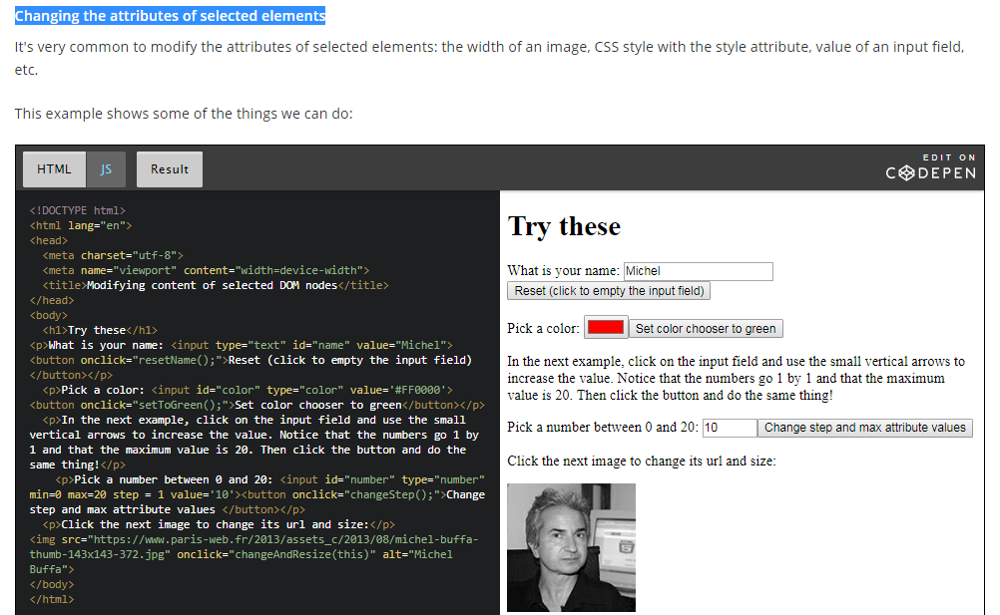 Changing the attributes of selected elements
It's very common to modify the attributes of selected elements: the width of an image, CSS style with the style attribute, value of an input field,
etc.
This example shows some of the things we can do:
HTML JS Result
EDIT ON
CODEPEN
<!DOCTYPE html>
<html lang="en">
<head>
<meta charset="utf-8">
<meta name="viewport" content="width=device-width">
<title>Modifying content of selected DOM nodes</title>
</head>
<body>
<h1>Try these</h1>
<p>What is your name: <input type="text" id="name" value="Michel">
<button onclick="resetName();">Reset (click to empty the input field)
</button></p>
<p>Pick a color: <input id="color" type="color" value='#FF0000'>
<button onclick="setToGreen();">Set color chooser to green</button></p>
<p>In the next example, click on the input field and use the small
vertical arrows to increase the value. Notice that the numbers go 1 by
1 and that the maximum value is 20. Then click the button and do the
same thing!</p>
<p>Pick a number between 0 and 20: <input id="number" type="number"
min=0 max=20 step = 1 value='10'><button onclick="changeStep();">Change
step and max attribute values </button></p>
<p>Click the next image to change its url and size:</p>
<img src="https://www.paris-web.fr/2013/assets_c/2013/08/michel-buffa-
thumb-143x143-372.jpg" onclick="changeAndResize(this)" alt="Michel
Buffa">
</body>
</html>
Try these
What is your name: Michel
Reset (click to empty the input field)
Pick a color: Set color chooser to green
In the next example, click on the input field and use the small vertical arrows to
increase the value. Notice that the numbers go 1 by 1 and that the maximum
value is 20. Then click the button and do the same thing!
Pick a number between 0 and 20: 10 Change step and max attribute values
Click the next image to change its url and size: